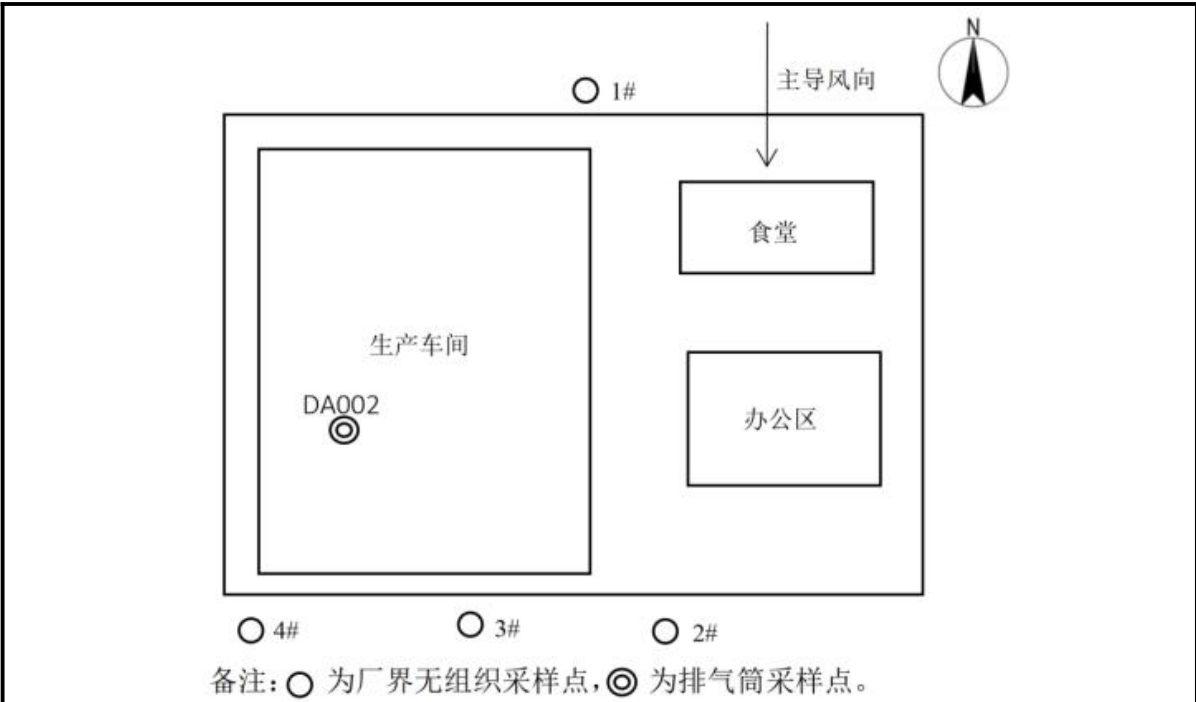 N
主导风向
1#
食堂
生产车间
DA002
办公区
4#
3#
2#
备注: 为厂界无组织采样点, 为排气筒采样点。